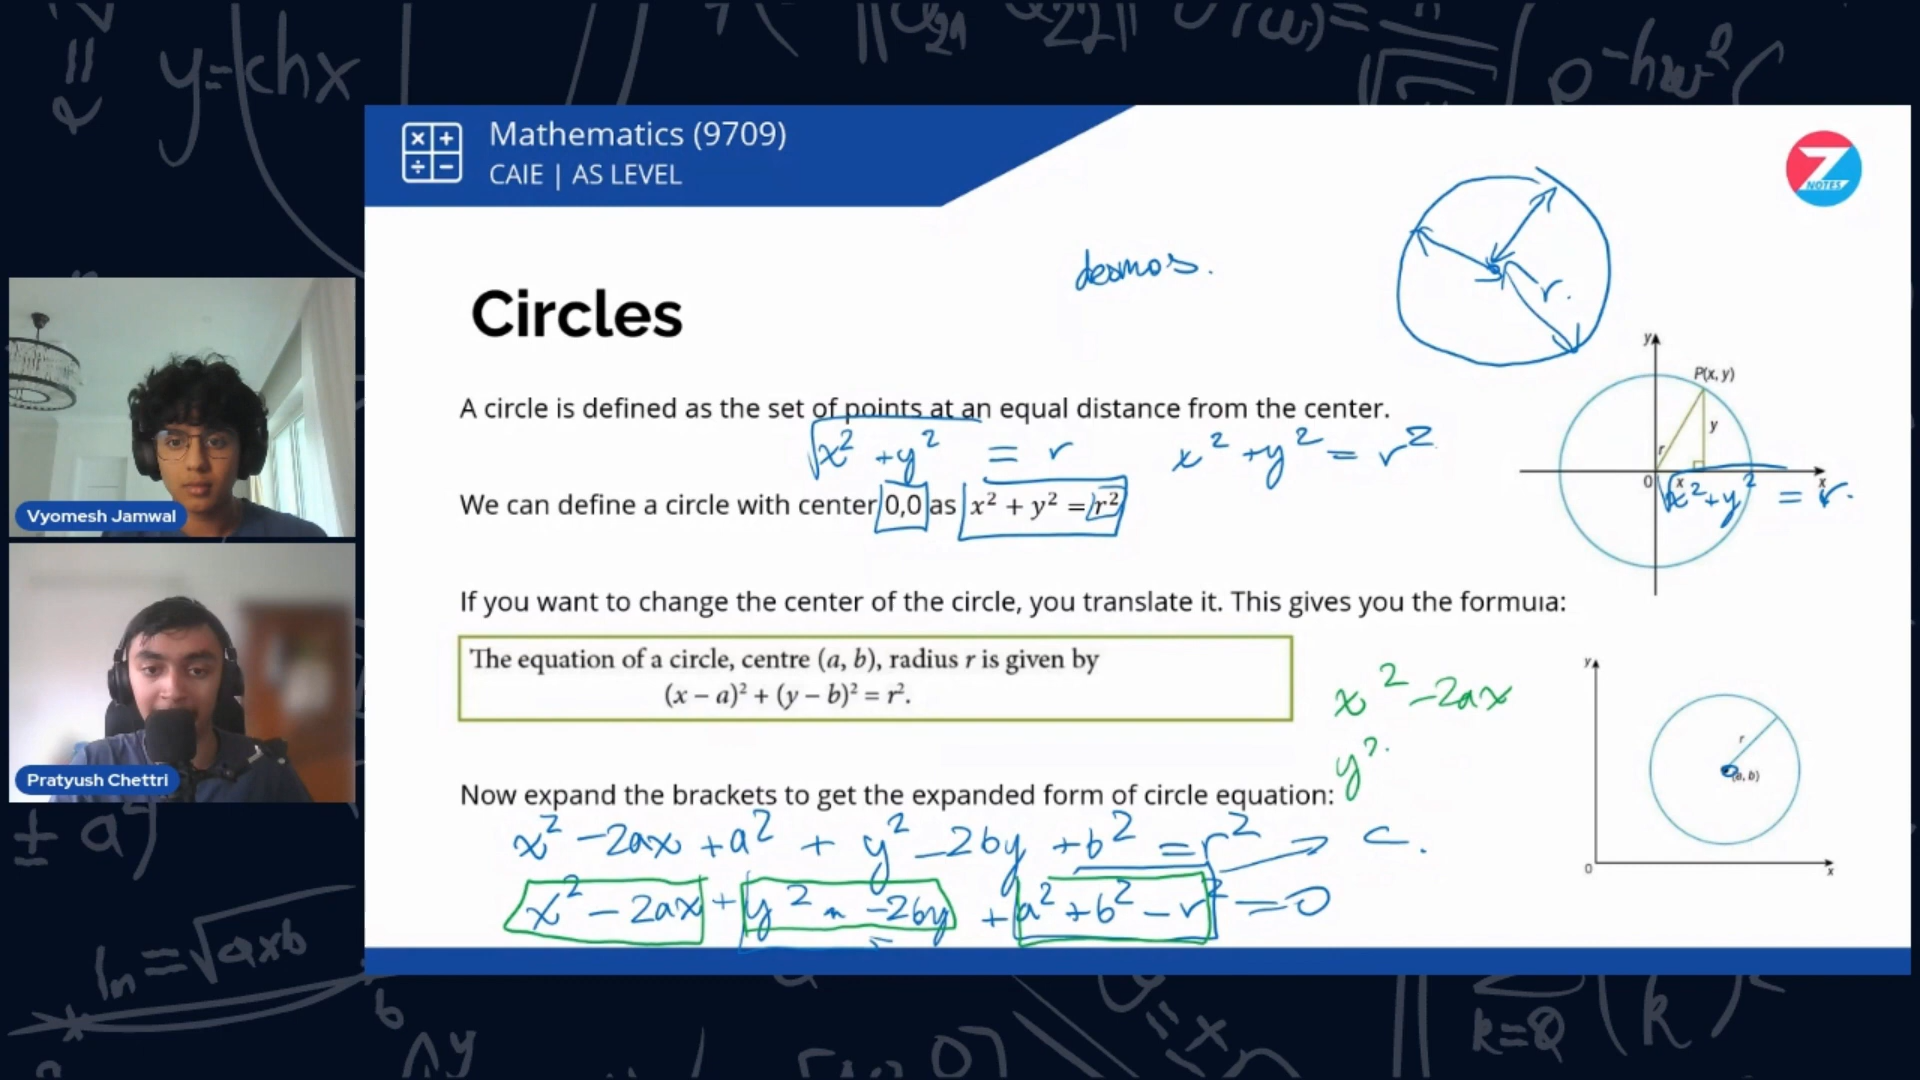 y=chx
Mathematics (9709)
CAIE | AS LEVEL
Z
NOTES
desmos.
r.
Circles
A circle is defined as the set of points at an equal distance from the center.
√x² + y² = r
x² + y² = r²
We can define a circle with center 0,0 as x² + y² = r²
y
P(x, y)
y
r
0
x
x
√x² + y² = r.
If you want to change the center of the circle, you translate it. This gives you the formula:
The equation of a circle, centre (a, b), radius r is given by
(x − a)² + (y − b)² = r².
x² − 2ax
y²
y
r
(a, b)
0
x
Now expand the brackets to get the expanded form of circle equation:
x² − 2ax + a² + y² − 2by + b² = r² → c.
x² − 2ax + y² − 2by + a² + b² − r² = 0
Vyomesh Jamwal
Pratyush Chettri
ln = √axb
b
k=Q
(k)